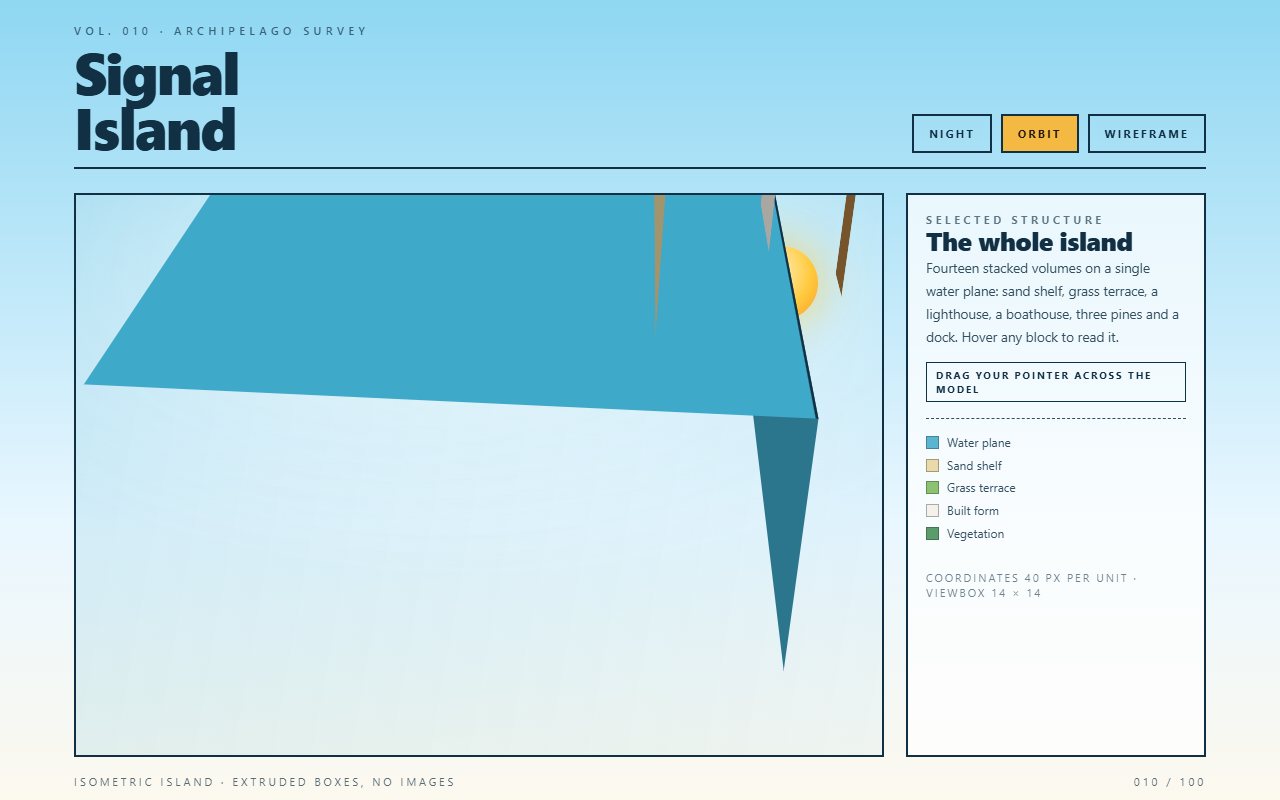 VOL. 010 · ARCHIPELAGO SURVEY
Signal
Island
NIGHT
ORBIT
WIREFRAME
SELECTED STRUCTURE
The whole island
Fourteen stacked volumes on a single
water plane: sand shelf, grass terrace, a
lighthouse, a boathouse, three pines and a
dock. Hover any block to read it.
DRAG YOUR POINTER ACROSS THE
MODEL
Water plane
Sand shelf
Grass terrace
Built form
Vegetation
COORDINATES 40 PX PER UNIT ·
VIEWBOX 14 × 14
ISOMETRIC ISLAND · EXTRUDED BOXES, NO IMAGES
010 / 100